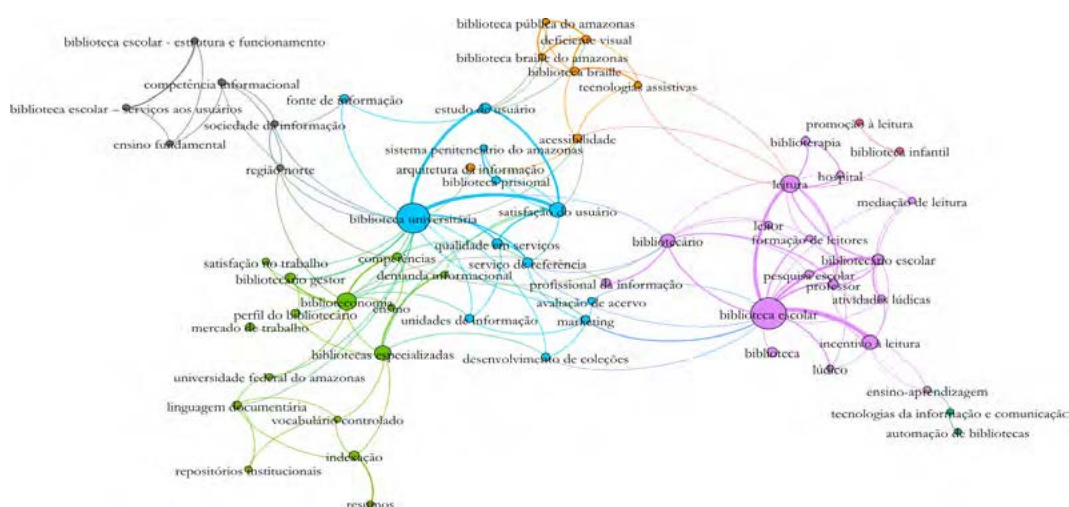 biblioteca pública do amazonas
deficiente visual
biblioteca escolar - estrutura e funcionamento
biblioteca braille do amazonas
biblioteca braille
competência informacional
tecnologias assistivas
fonte de informação
biblioteca escolar – serviços aos usuários
estudo do usuário
sociedade da informação
promoção à leitura
acessibilidade
biblioterapia
ensino fundamental
sistema penitenciário do amazonas
biblioteca infantil
região norte
arquitetura da informação
hospital
biblioteca prisional
leitura
mediação de leitura
biblioteca universitária
satisfação do usuário
leitor
formação de leitores
bibliotecário
qualidade em serviços
competências
bibliotecário escolar
satisfação no trabalho
serviço de referência
demanda informacional
pesquisa escolar
bibliotecário gestor
profissional da informação
professor
biblioteconomia
avaliação de acervo
atividades lúdicas
ensino
perfil do bibliotecário
biblioteca escolar
unidades de informação
marketing
mercado de trabalho
incentivo à leitura
bibliotecas especializadas
biblioteca
desenvolvimento de coleções
lúdico
universidade federal do amazonas
ensino-aprendizagem
linguagem documentária
tecnologias da informação e comunicaçã
vocabulário controlado
automação de bibliotecas
indexação
repositórios institucionais
resumos